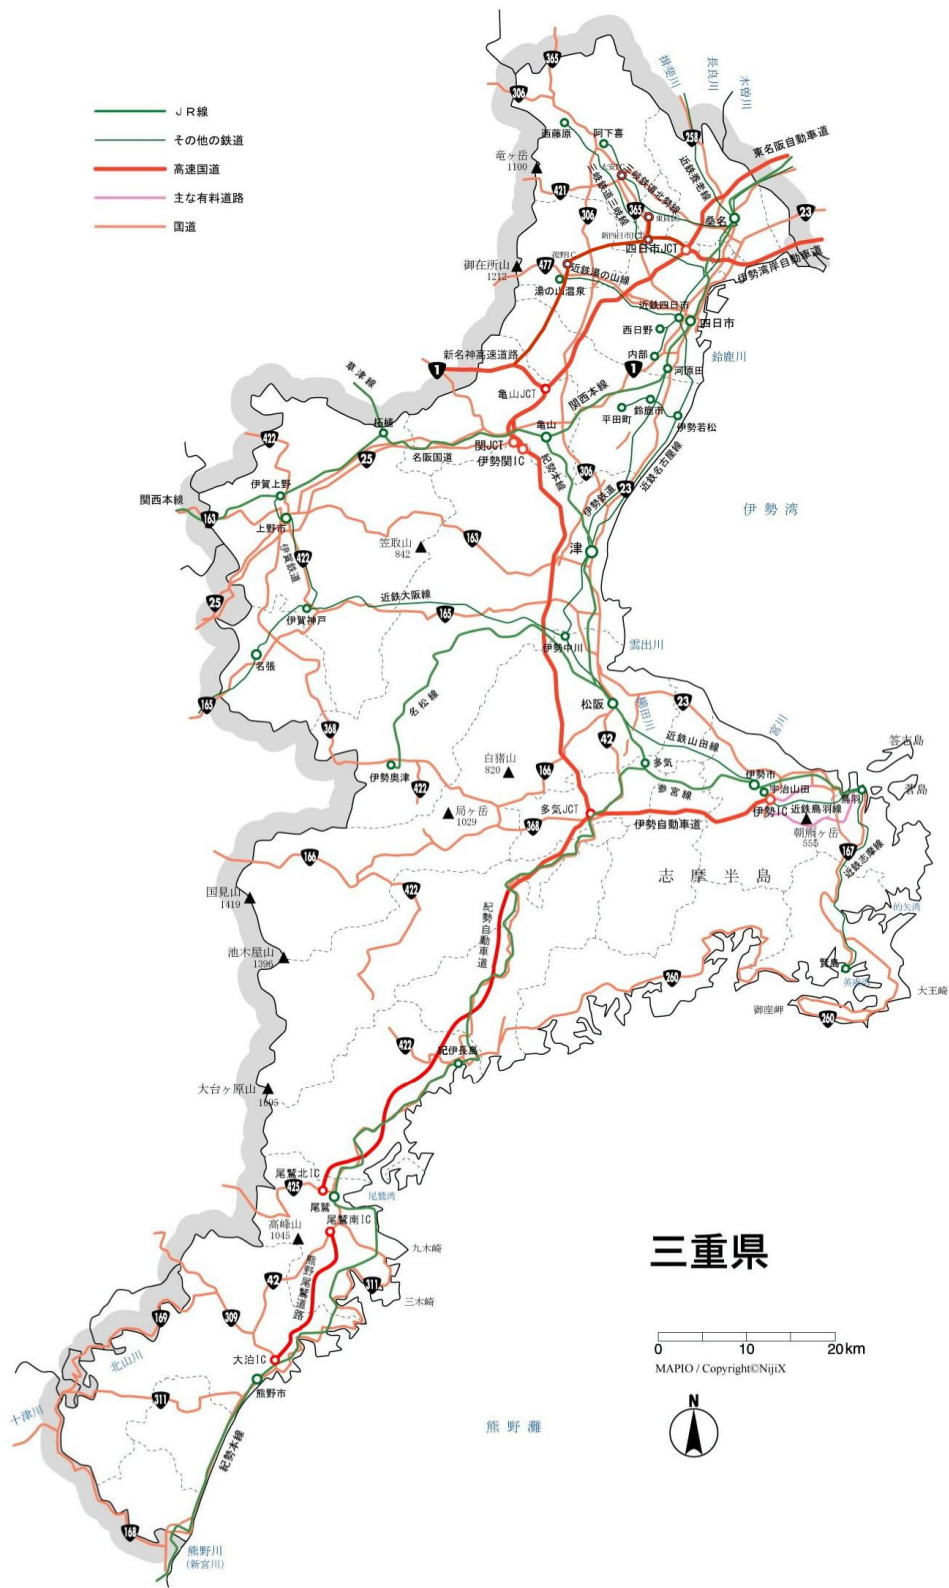 365
揖斐川
長良川
木曽川
306
ＪＲ線
その他の鉄道
高速国道
主な有料道路
国道
西藤原
阿下喜
258
東名阪自動車道
竜ヶ岳
1100
三岐鉄道北勢線
三岐鉄道三岐線
近鉄養老線
421
306
365
桑名
23
四日市JCT
伊勢湾岸自動車道
御在所山
1212
477
近鉄湯の山線
湯の山温泉
近鉄四日市
四日市
西日野
新名神高速道路
内部
鈴鹿川
1
1
河原田
草津線
亀山JCT
関西本線
平田町
鈴鹿市
伊勢若松
柘植
422
25
名阪国道
関JCT
亀山
伊勢関IC
紀勢本線
306
伊勢鉄道
23
近鉄名古屋線
伊賀上野
関西本線
163
上野市
伊勢湾
笠取山
842
163
津
伊賀鉄道
422
25
近鉄大阪線
165
伊賀神戸
伊勢中川
雲出川
名張
165
名松線
368
松阪
櫛田川
23
宮川
42
近鉄山田線
答志島
伊勢奥津
白猪山
820
166
多気
伊勢市
宇治山田
鳥羽
菅島
422
局ヶ岳
1029
参宮線
多気JCT
368
伊勢自動車道
伊勢IC
近鉄鳥羽線
朝熊ヶ岳
555
167
近鉄志摩線
166
422
志摩半島
国見山
1419
的矢湾
紀勢自動車道
池木屋山
1396
260
賢島
大王崎
御座岬
260
422
紀伊長島
大台ヶ原山
1695
尾鷲北IC
425
尾鷲
尾鷲湾
尾鷲南IC
高峰山
1045
九木崎
熊野尾鷲道路
42
311
三木崎
三重県
169
309
大泊IC
0
10
20km
MAPIO / Copyright©NijiX
北山川
熊野市
311
N
十津川
熊野灘
紀勢本線
168
熊野川
(新宮川)